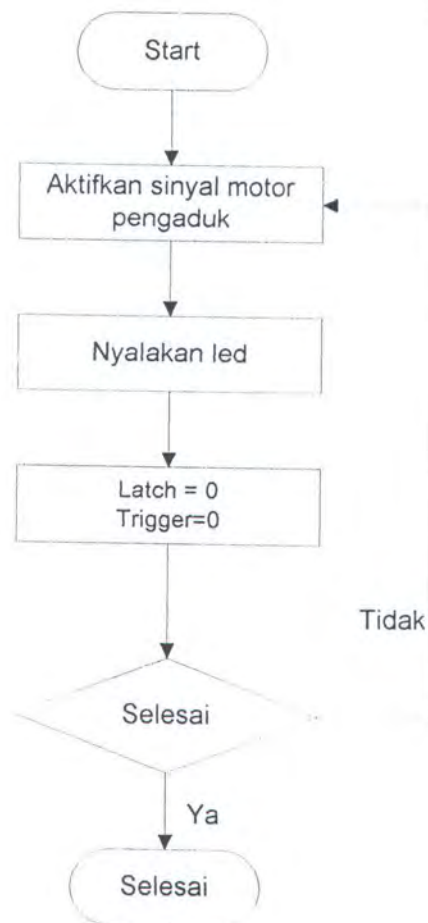 Start
Aktifkan sinyal motor
pengaduk
Nyalakan led
Latch = 0
Trigger=0
Tidak
Selesai
Ya
Selesai